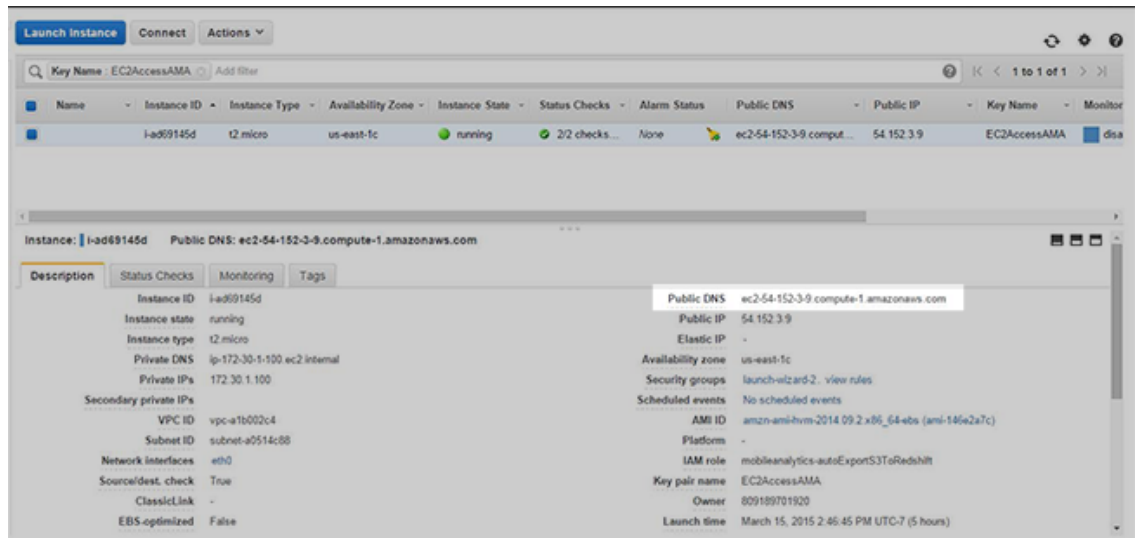 Launch Instance Connect Actions
Key Name : EC2AccessAMA Add filter 1 to 1 of 1
Name Instance ID Instance Type Availability Zone Instance State Status Checks Alarm Status Public DNS Public IP Key Name Monitor
i-ad69145d t2.micro us-east-1c running 2/2 checks... None ec2-54-152-3-9.comput... 54.152.3.9 EC2AccessAMA disa
Instance: i-ad69145d Public DNS: ec2-54-152-3-9.compute-1.amazonaws.com
Description Status Checks Monitoring Tags
Instance ID i-ad69145d Public DNS ec2-54-152-3-9.compute-1.amazonaws.com
Instance state running Public IP 54.152.3.9
Instance type t2.micro Elastic IP -
Private DNS ip-172-30-1-100.ec2.internal Availability zone us-east-1c
Private IPs 172.30.1.100 Security groups launch-wizard-2. view rules
Secondary private IPs Scheduled events No scheduled events
VPC ID vpc-a1b002c4 AMI ID amzn-ami-hvm-2014.09.2.x86_64-ebs (ami-146e2a7c)
Subnet ID subnet-a0514c88 Platform -
Network interfaces eth0 IAM role mobileanalytics-autoExportS3ToRedshift
Source/dest. check True Key pair name EC2AccessAMA
ClassicLink - Owner 809189701920
EBS-optimized False Launch time March 15, 2015 2:46:45 PM UTC-7 (5 hours)